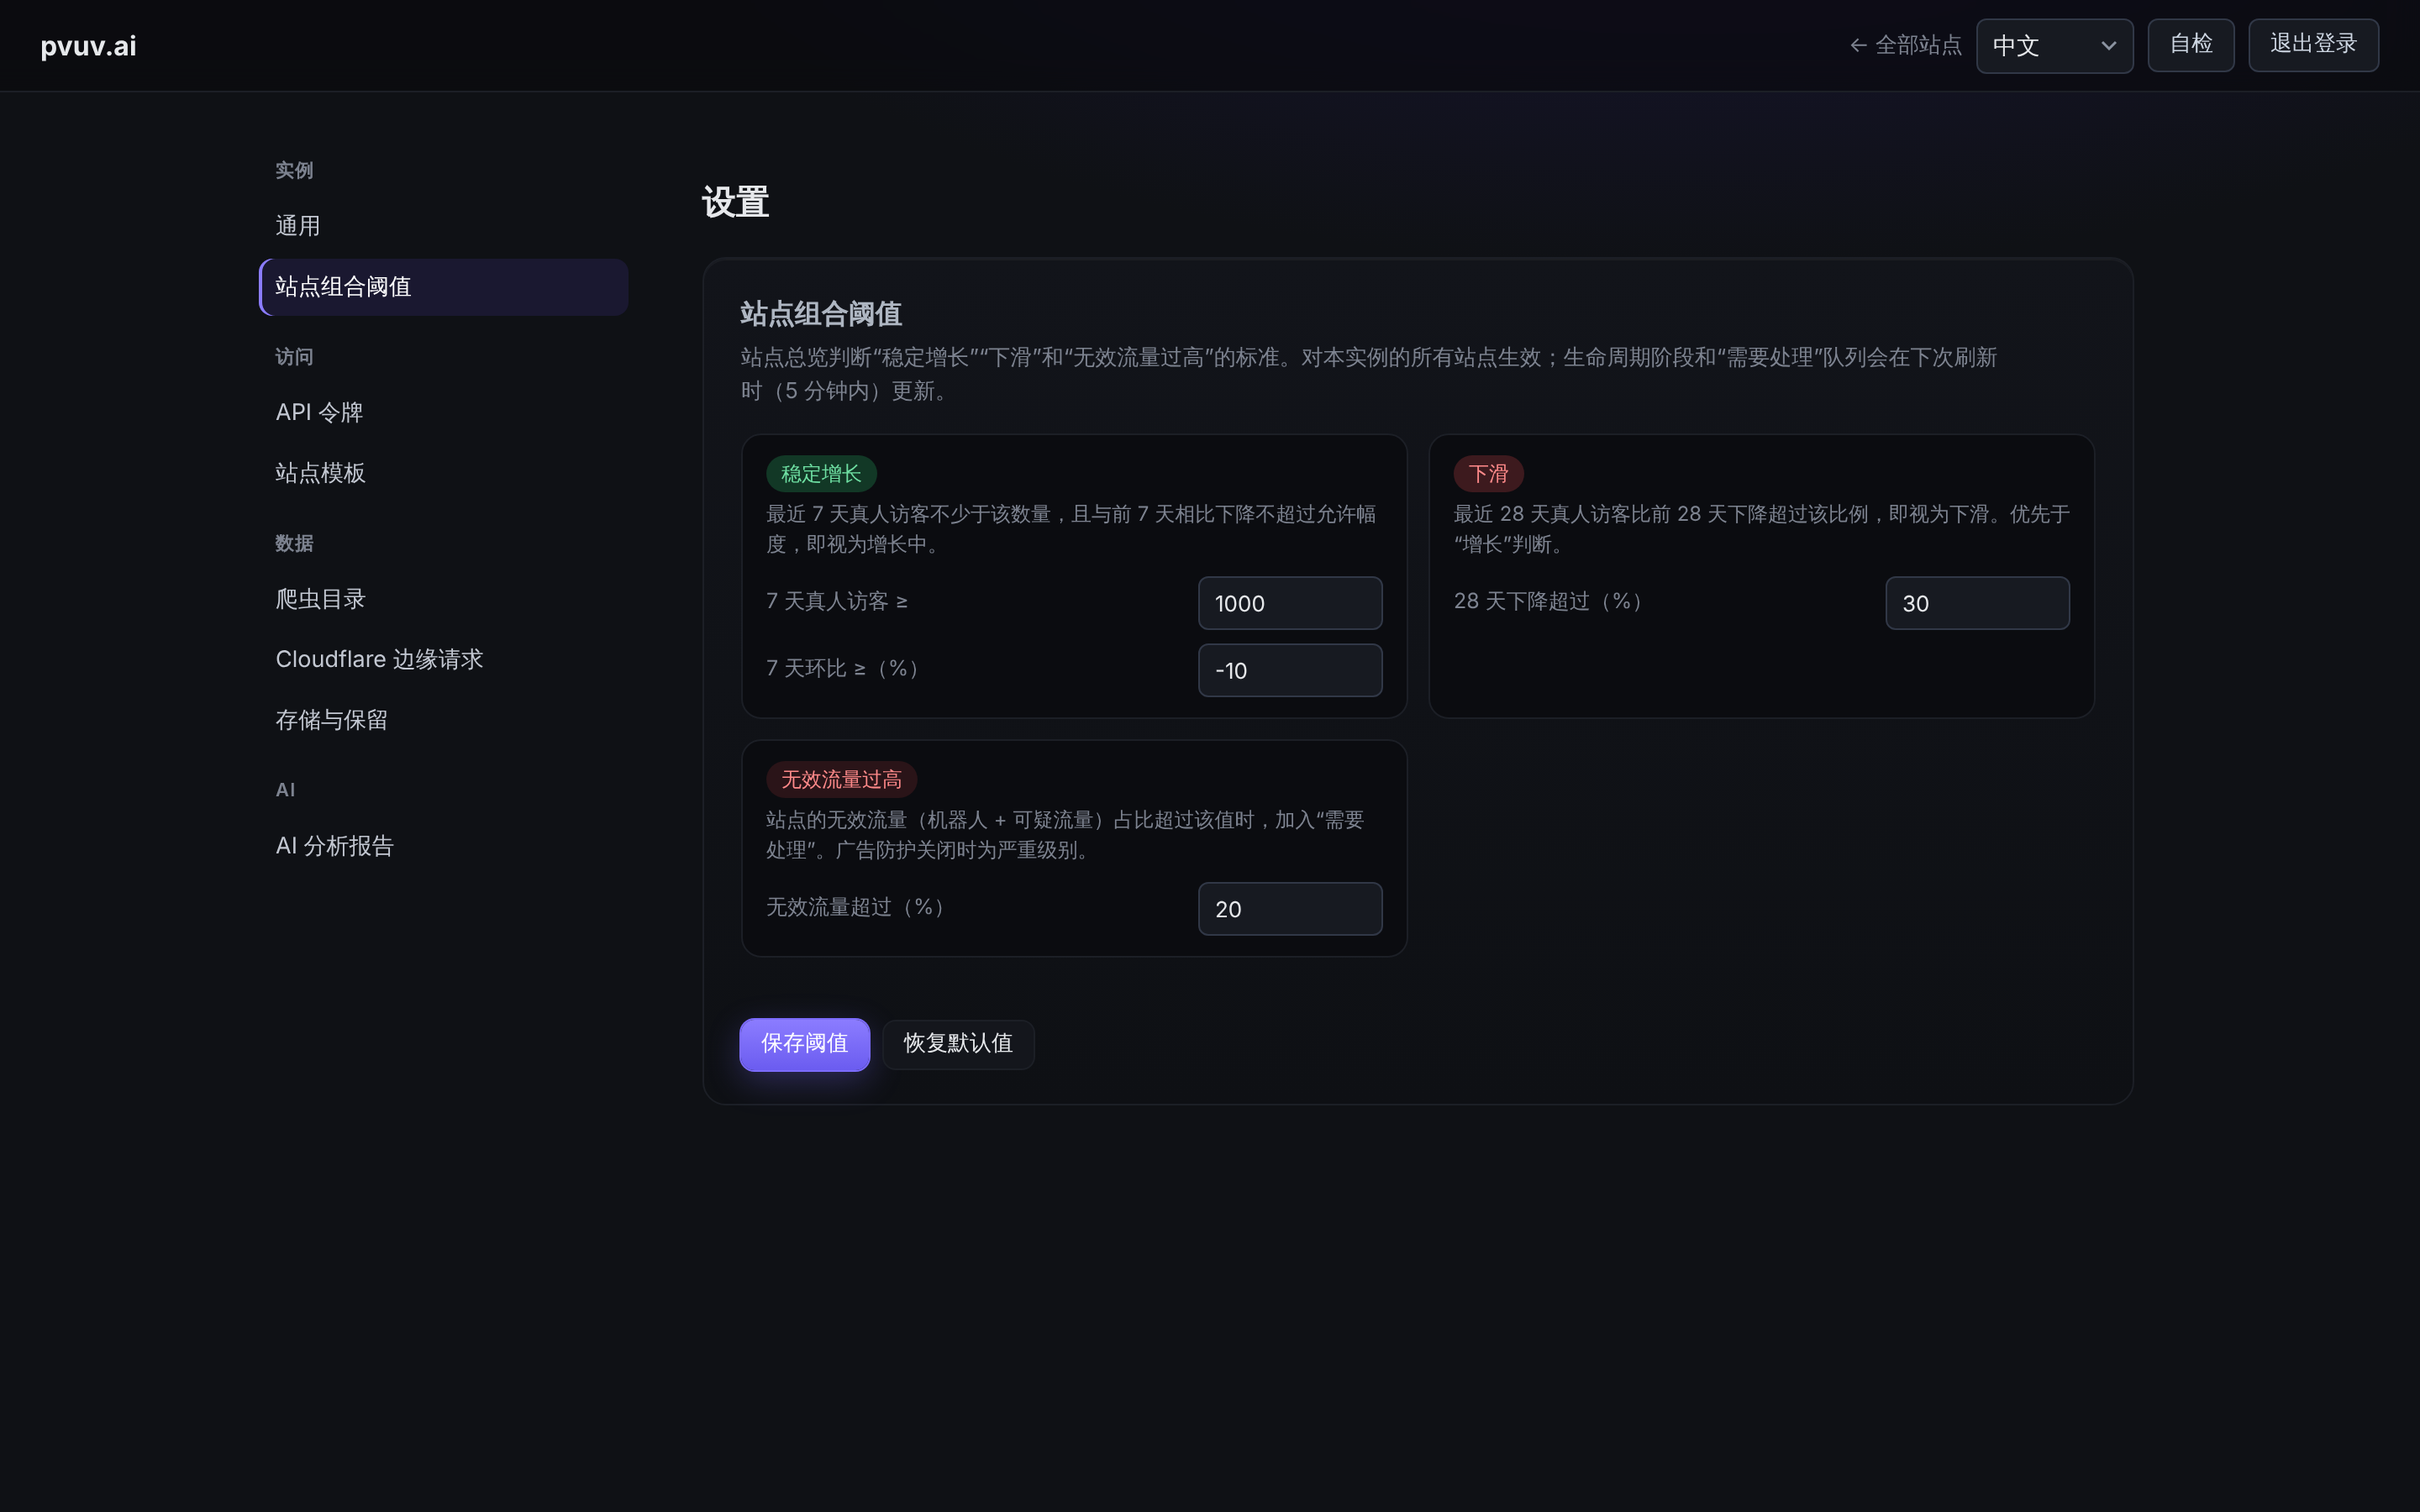 pvuv.ai
← 全部站点
中文
自检
退出登录
实例
通用
站点组合阈值
访问
API 令牌
站点模板
数据
爬虫目录
Cloudflare 边缘请求
存储与保留
AI
AI 分析报告
设置
站点组合阈值
站点总览判断“稳定增长”“下滑”和“无效流量过高”的标准。对本实例的所有站点生效；生命周期阶段和“需要处理”队列会在下次刷新
时（5 分钟内）更新。
稳定增长
最近 7 天真人访客不少于该数量，且与前 7 天相比下降不超过允许幅
度，即视为增长中。
7 天真人访客 ≥
1000
7 天环比 ≥（%）
-10
下滑
最近 28 天真人访客比前 28 天下降超过该比例，即视为下滑。优先于
“增长”判断。
28 天下降超过（%）
30
无效流量过高
站点的无效流量（机器人 + 可疑流量）占比超过该值时，加入“需要
处理”。广告防护关闭时为严重级别。
无效流量超过（%）
20
保存阈值
恢复默认值